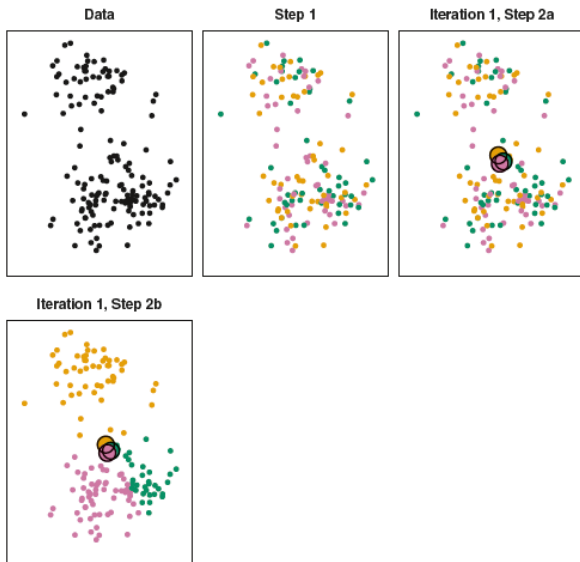 Data
Step 1
Iteration 1, Step 2a
Iteration 1, Step 2b